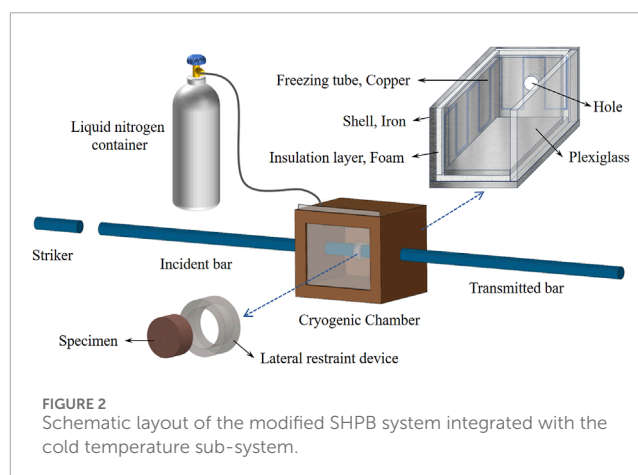 Freezing tube, Copper
Shell, Iron
Insulation layer, Foam
Hole
Plexiglass
Liquid nitrogen
container
Striker
Incident bar
Transmitted bar
Cryogenic Chamber
Specimen
Lateral restraint device
FIGURE 2
Schematic layout of the modified SHPB system integrated with the
cold temperature sub-system.